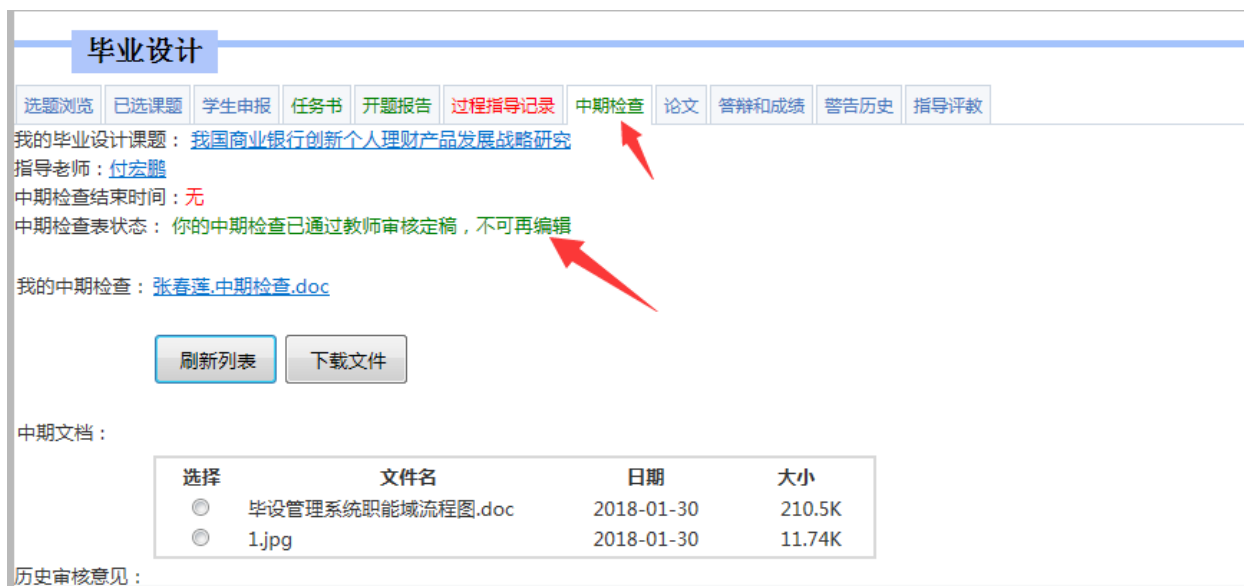 毕业设计
选题浏览 已选课题 学生申报 任务书 开题报告 过程指导记录 中期检查 论文 答辩和成绩 警告历史 指导评教
我的毕业设计课题： 我国商业银行创新个人理财产品发展战略研究
指导老师：付宏鹏
中期检查结束时间：无
中期检查表状态： 你的中期检查已通过教师审核定稿，不可再编辑
我的中期检查： 张春莲.中期检查.doc
刷新列表 下载文件
中期文档：
选择 文件名 日期 大小
毕设管理系统职能域流程图.doc 2018-01-30 210.5K
1.jpg 2018-01-30 11.74K
历史审核意见：